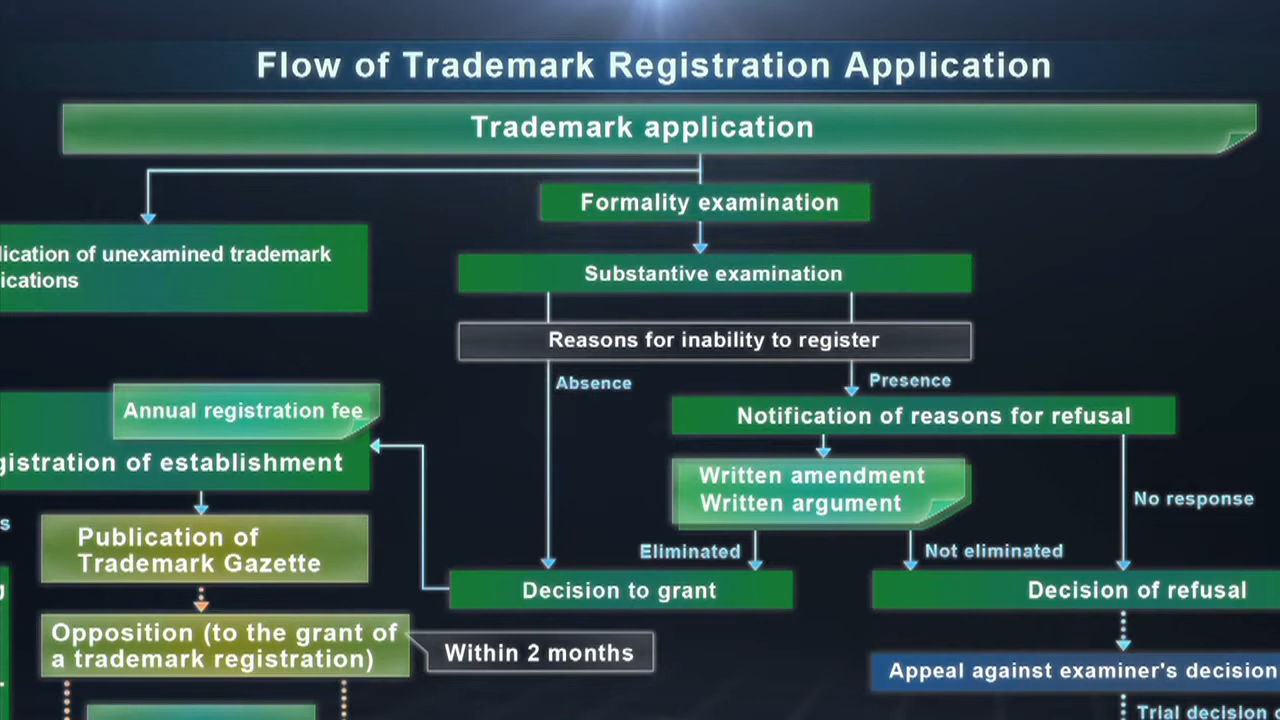 Flow of Trademark Registration Application
Trademark application
Formality examination
of unexamined trademark
Substantive examination
Reasons for inability to register
Absence
Presence
Annual registration fee
Notification of reasons for refusal
of establishment
Written amendment
Written argument
No response
Publication of
Trademark Gazette
Eliminated
Not eliminated
Decision to grant
Decision of refusal
Opposition (to the grant of
a trademark registration)
Within 2 months
Appeal against examiner's decision
Trial decision